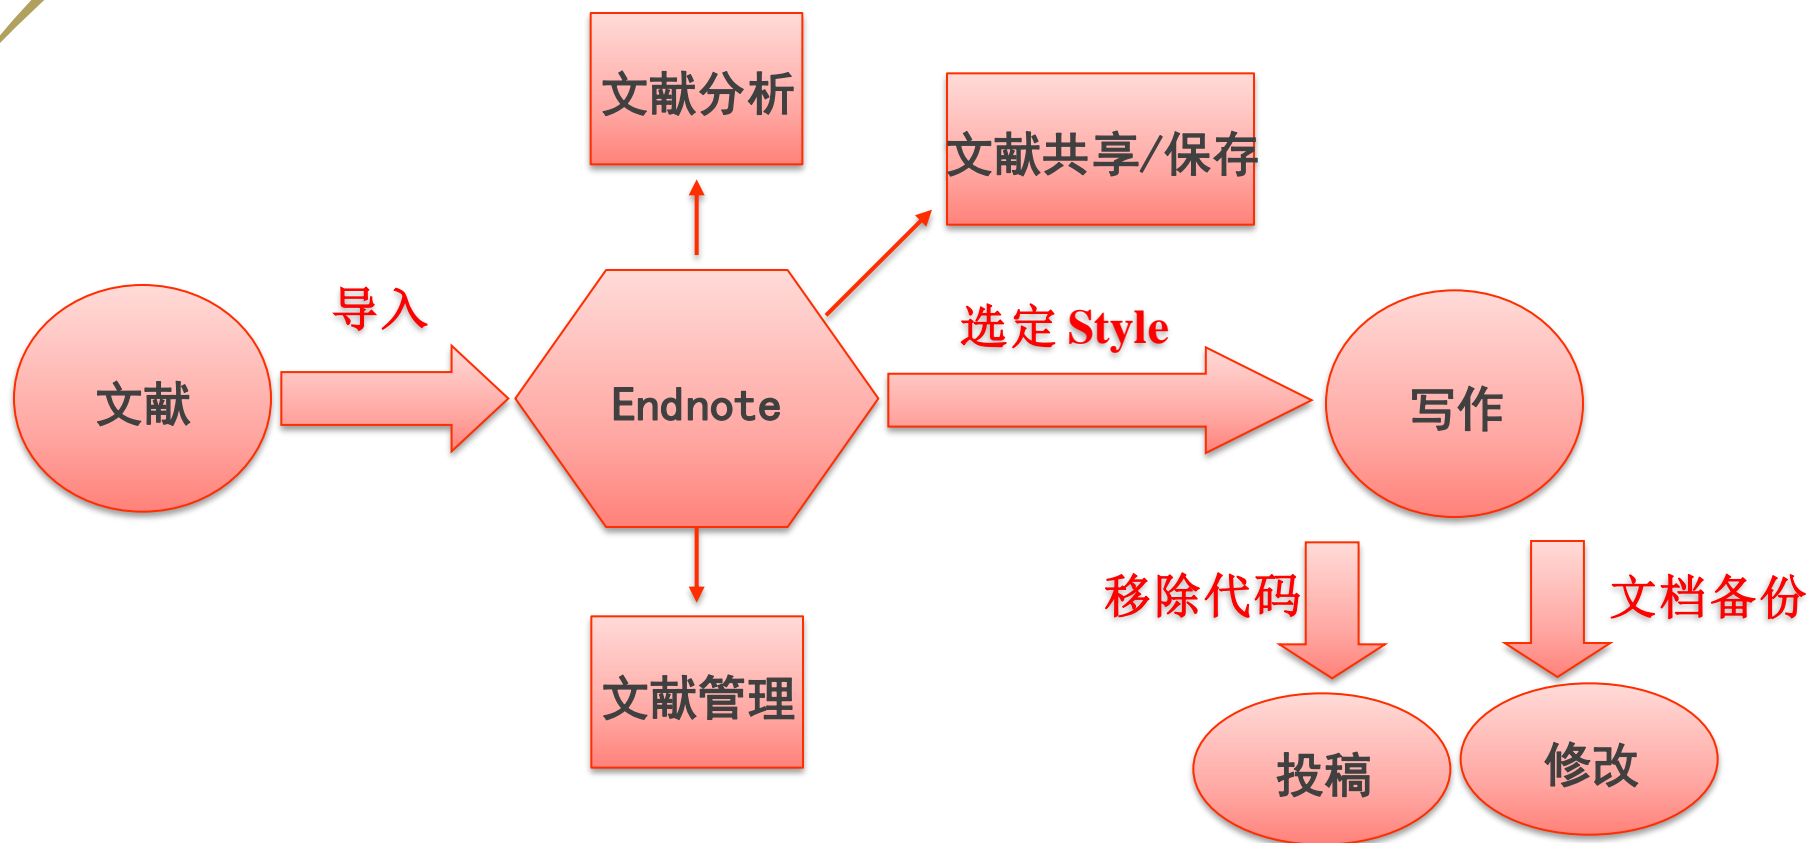 文献分析
文献共享/保存
导入
选定 Style
文献
Endnote
写作
移除代码
文档备份
文献管理
投稿
修改